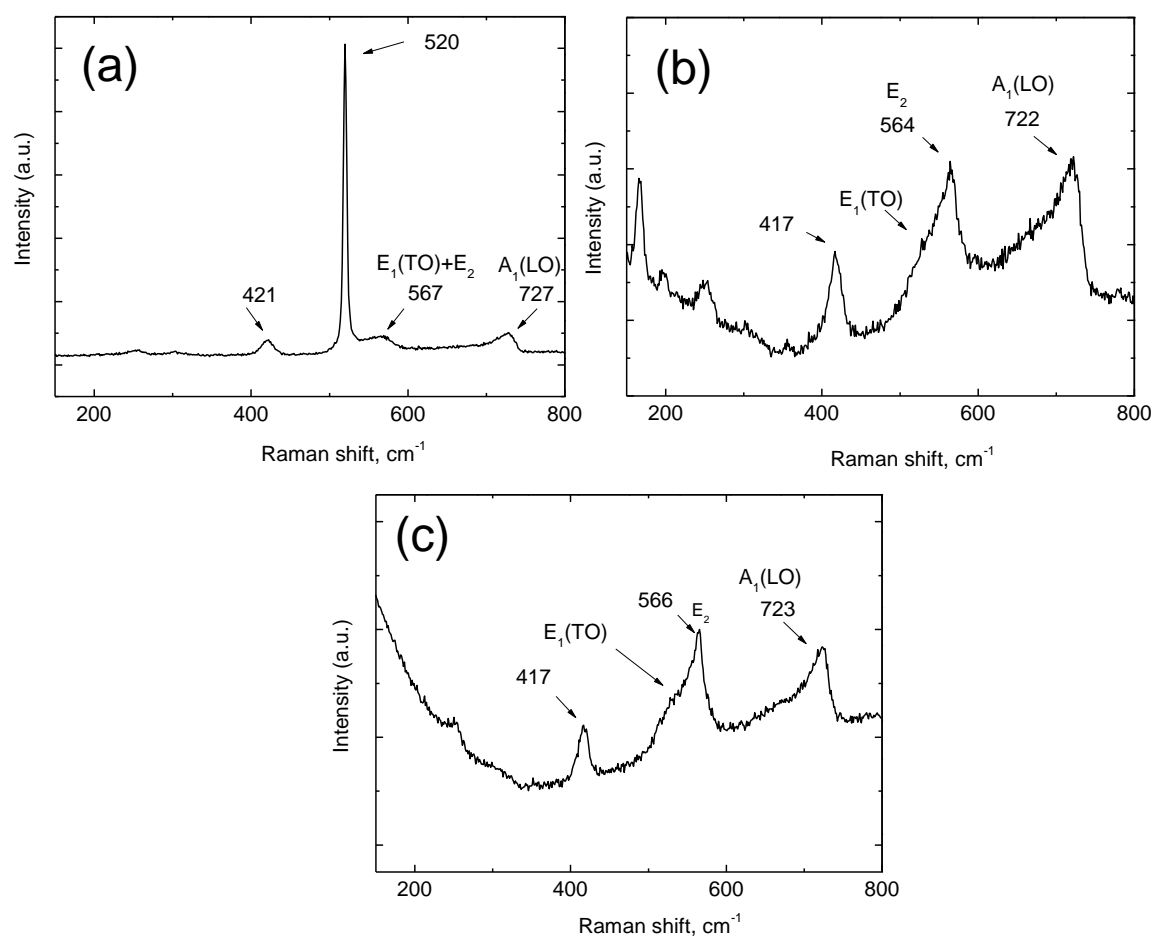 (a)
520
E₁(TO)+E₂
567
A₁(LO)
727
421
Intensity (a.u.)
200 400 600 800
Raman shift, cm⁻¹
(b)
A₁(LO)
722
E₂
564
E₁(TO)
417
Intensity (a.u.)
200 400 600 800
Raman shift, cm⁻¹
(c)
A₁(LO)
723
566 E₂
E₁(TO)
417
Intensity (a.u.)
200 400 600 800
Raman shift, cm⁻¹